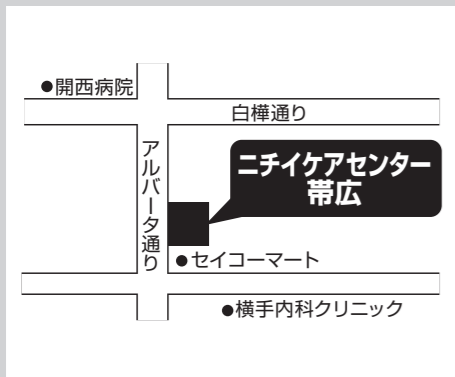 ●開西病院
白樺通り
アルバータ通り
ニチイケアセンター
帯広
●セイコーマート
●横手内科クリニック